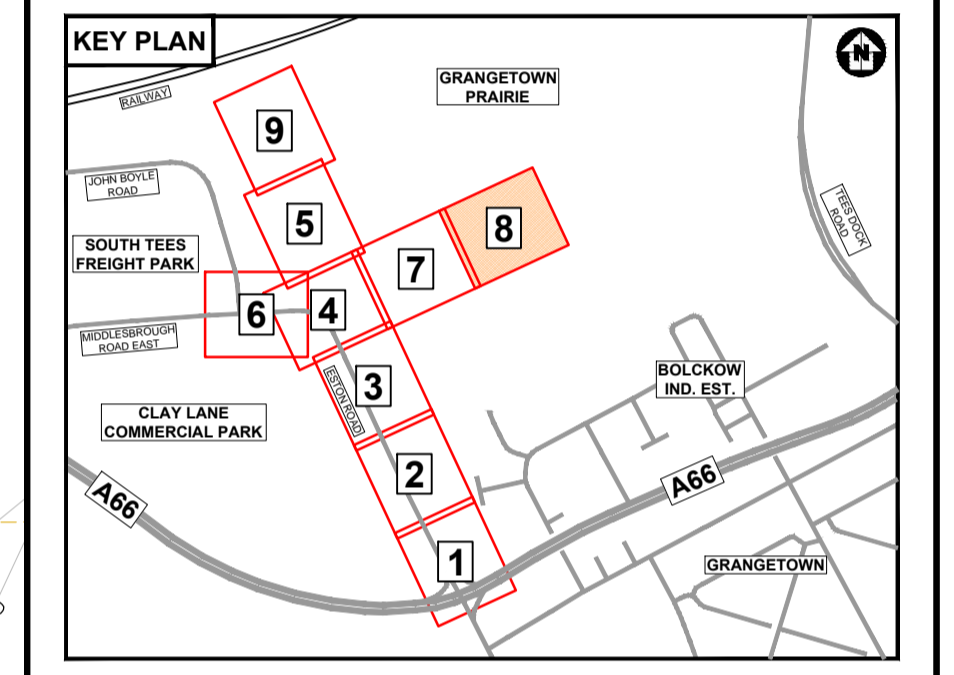 KEY PLAN
N
GRANGETOWN
PRAIRIE
RAILWAY
9
JOHN BOYLE
ROAD
5
8
TEES DOCK
ROAD
SOUTH TEES
FREIGHT PARK
7
6
4
MIDDLESBROUGH
ROAD EAST
3
ESTON ROAD
BOLCKOW
IND. EST.
CLAY LANE
COMMERCIAL PARK
2
A66
A66
1
GRANGETOWN